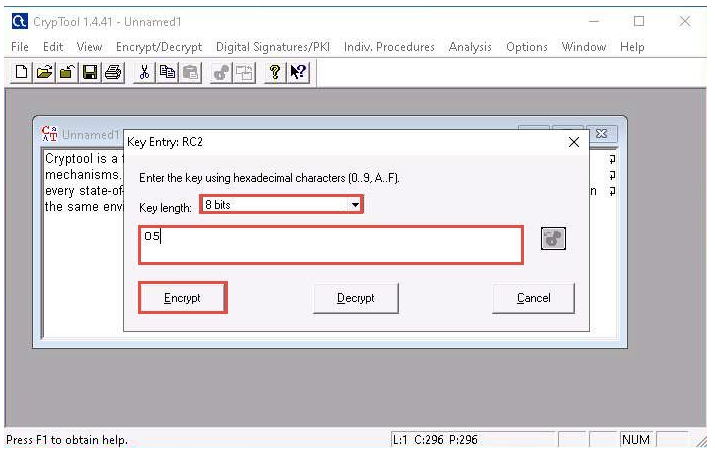 CrypTool 1.4.41 - Unnamed1
File Edit View Encrypt/Decrypt Digital Signatures/PKI Indiv. Procedures Analysis Options Window Help
Unnamed1
Key Entry: RC2
Cryptool is a
mechanisms.
every state-of
n
the same env
Enter the key using hexadecimal characters (0..9, A..F).
Key length: 8 bits
05
Encrypt Decrypt Cancel
Press F1 to obtain help. L:1 C:296 P:296 NUM